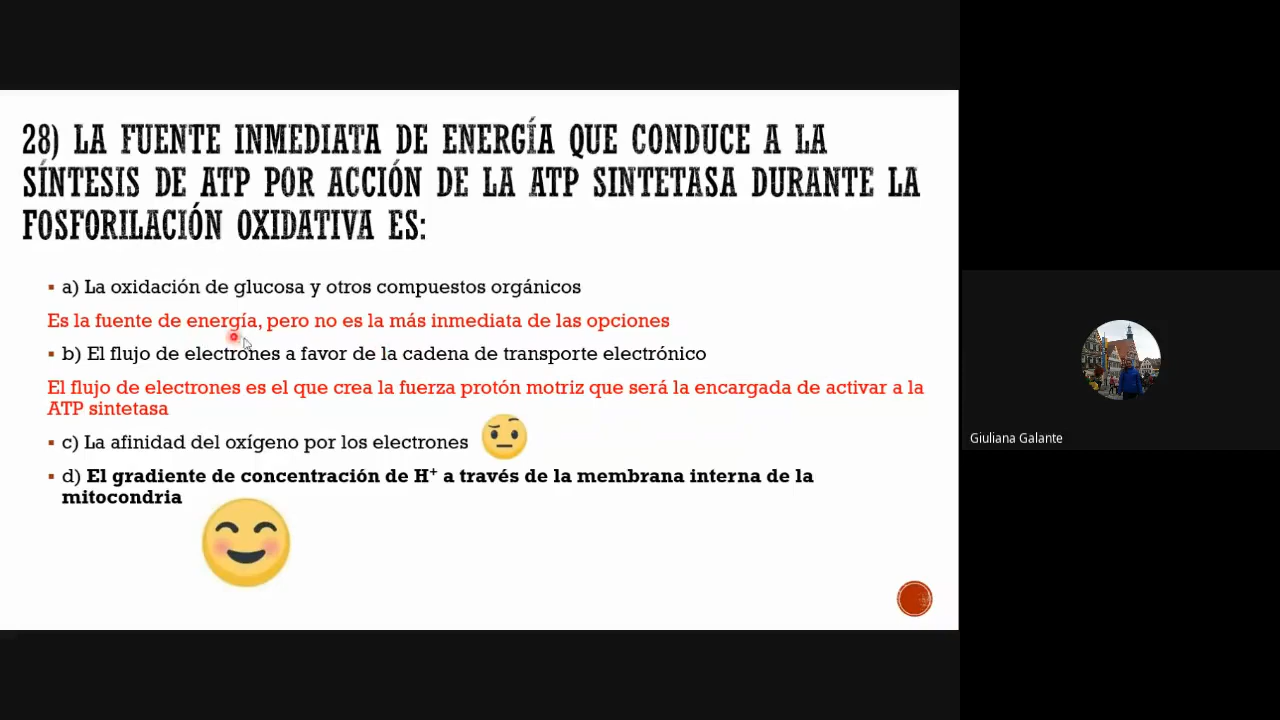 28) LA FUENTE INMEDIATA DE ENERGÍA QUE CONDUCE A LA
SÍNTESIS DE ATP POR ACCIÓN DE LA ATP SINTETASA DURANTE LA
FOSFORILACIÓN OXIDATIVA ES:
▪ a) La oxidación de glucosa y otros compuestos orgánicos
Es la fuente de energía, pero no es la más inmediata de las opciones
▪ b) El flujo de electrones a favor de la cadena de transporte electrónico
El flujo de electrones es el que crea la fuerza protón motriz que será la encargada de activar a la
ATP sintetasa
▪ c) La afinidad del oxígeno por los electrones
▪ d) El gradiente de concentración de H⁺ a través de la membrana interna de la
mitocondria
Giuliana Galante